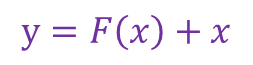 y = F(x) + x